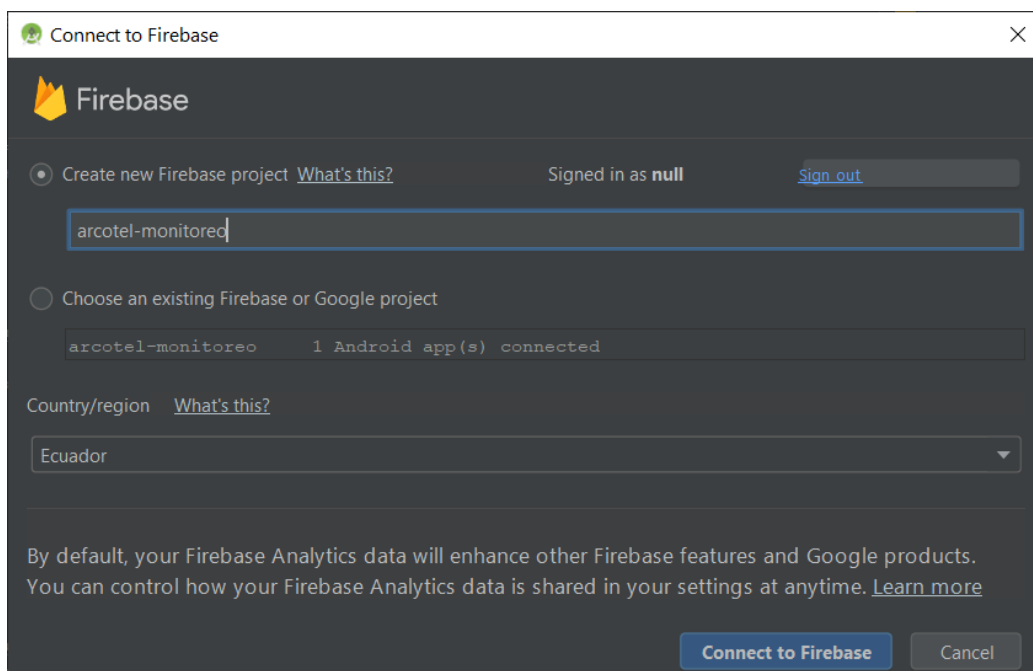 Connect to Firebase
Firebase
Create new Firebase project What's this? Signed in as null Sign out
arcotel-monitoreo
Choose an existing Firebase or Google project
arcotel-monitoreo 1 Android app(s) connected
Country/region What's this?
Ecuador
By default, your Firebase Analytics data will enhance other Firebase features and Google products.
You can control how your Firebase Analytics data is shared in your settings at anytime. Learn more
Connect to Firebase Cancel